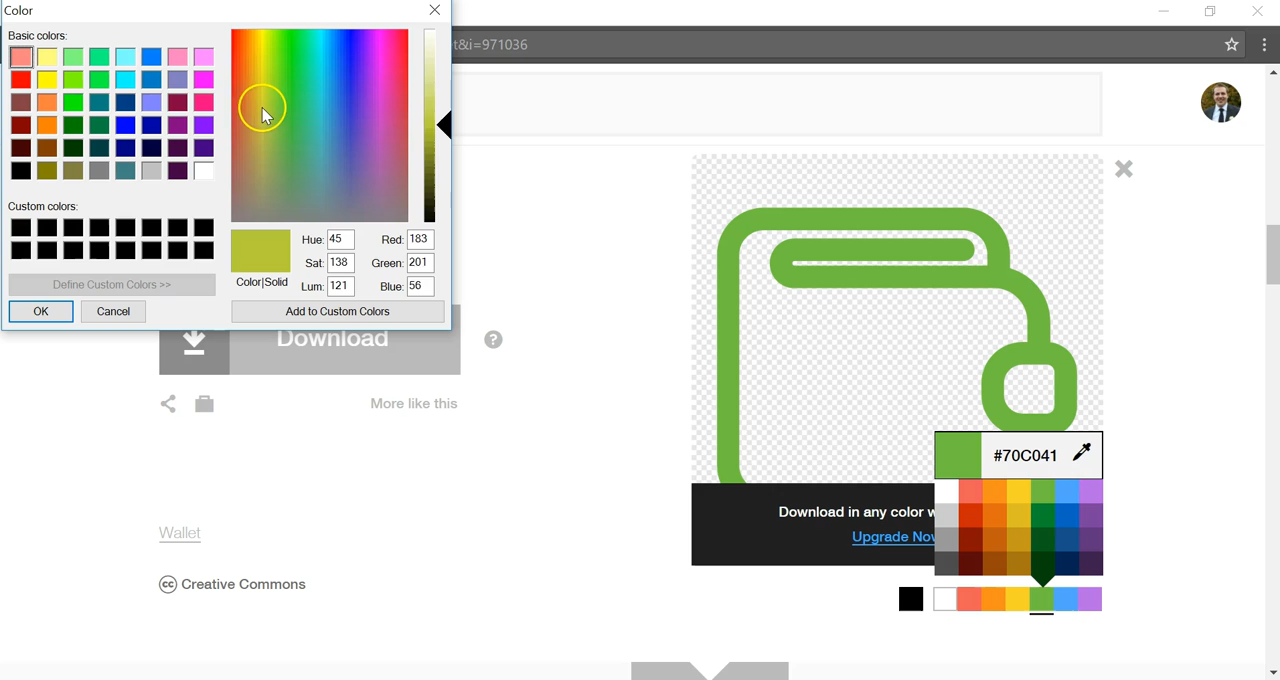 Color
Basic colors:
Custom colors:
Define Custom Colors >>
OK
Cancel
Color|Solid
Hue: 45
Sat: 138
Lum: 121
Red: 183
Green: 201
Blue: 56
Add to Custom Colors
t&i=971036
Download
?
More like this
Wallet
cc Creative Commons
#70C041
Download in any color w
Upgrade Now